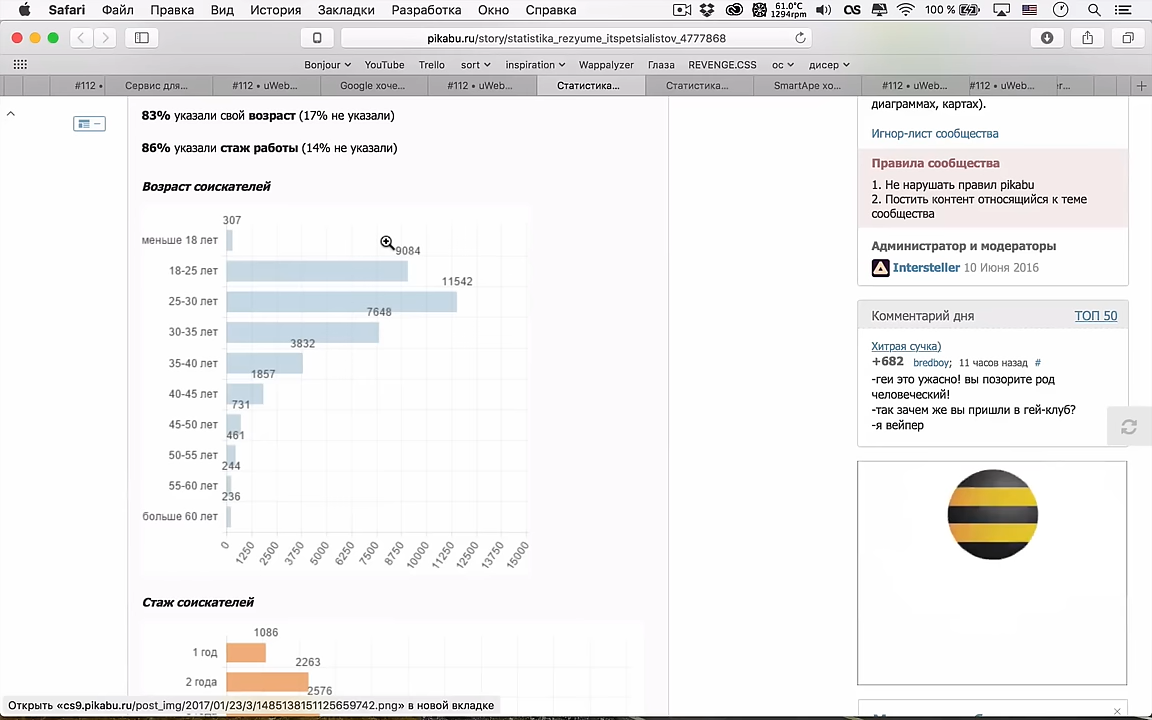 Safari Файл Правка Вид История Закладки Разработка Окно Справка 61.0°C 1294rpm 100 %
pikabu.ru/story/statistika_rezyume_itspetsialistov_4777868
Bonjour YouTube Trello sort inspiration Wappalyzer Глаза REVENGE.CSS ос дисер
#112 • Сервис для... #112 • uWeb... Google хоче... #112 • uWeb... Статистика... Статистика... SmartApe хо... #112 • uWeb... #112 • uWeb...
83% указали свой возраст (17% не указали)
86% указали стаж работы (14% не указали)
Возраст соискателей
307
меньше 18 лет
9084
18-25 лет
11542
25-30 лет
7648
30-35 лет
3832
35-40 лет
1857
40-45 лет
731
45-50 лет
461
50-55 лет
244
55-60 лет
236
больше 60 лет
0 1250 2500 3750 5000 6250 7500 8750 10000 11250 12500 13750 15000
Стаж соискателей
1086
1 год
2263
2 года
2576
Открыть «cs9.pikabu.ru/post_img/2017/01/23/3/1485138151125659742.png» в новой вкладке
диаграммах, картах).
Игнор-лист сообщества
Правила сообщества
1. Не нарушать правил pikabu
2. Постить контент относящийся к теме
сообщества
Администратор и модераторы
Intersteller 10 Июня 2016
Комментарий дня ТОП 50
Хитрая сучка)
+682 bredboy; 11 часов назад #
-геи это ужасно! вы позорите род
человеческий!
-так зачем же вы пришли в гей-клуб?
-я вейпер